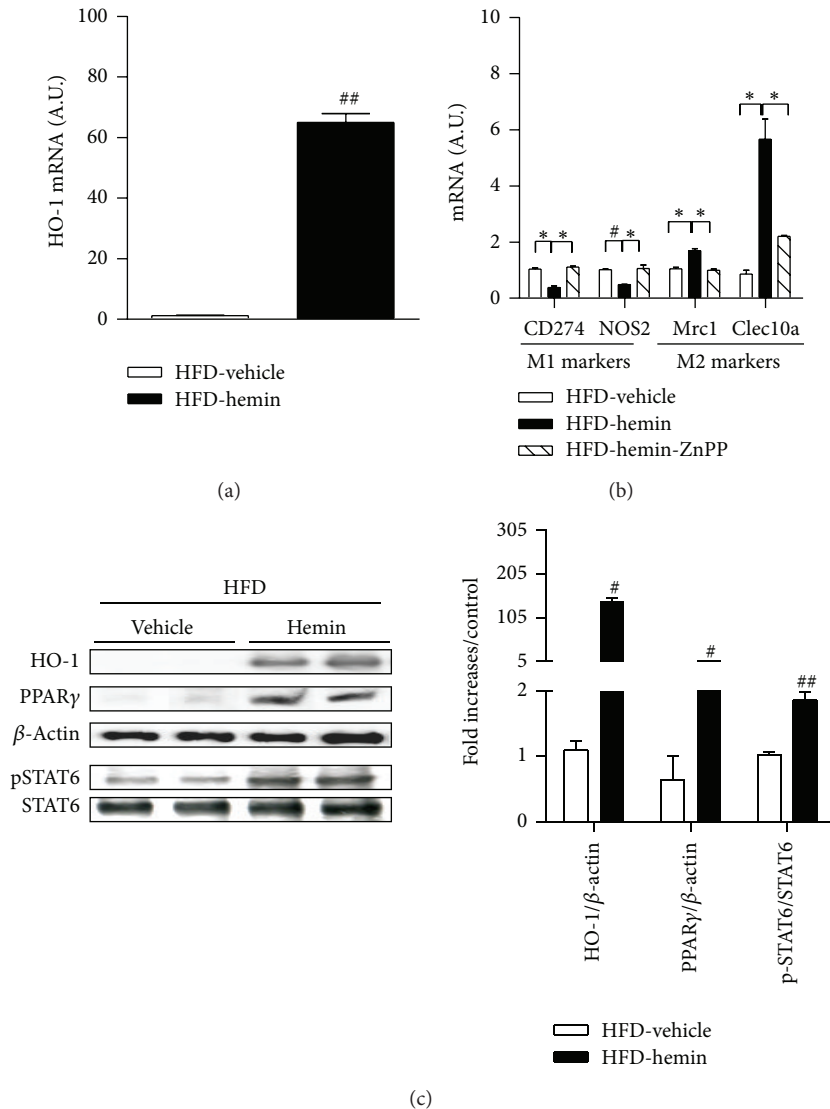 100
80
60
40
20
0
HO-1 mRNA (A.U.)
##
HFD-vehicle
HFD-hemin
(a)
10
8
6
4
2
0
mRNA (A.U.)
* *
# *
* *
* *
CD274 NOS2 Mrc1 Clec10a
M1 markers M2 markers
HFD-vehicle
HFD-hemin
HFD-hemin-ZnPP
(b)
HFD
Vehicle Hemin
HO-1
PPARγ
β-Actin
pSTAT6
STAT6
305
205
105
5
2
1
0
Fold increases/control
#
#
##
HO-1/β-actin
PPARγ/β-actin
p-STAT6/STAT6
HFD-vehicle
HFD-hemin
(c)